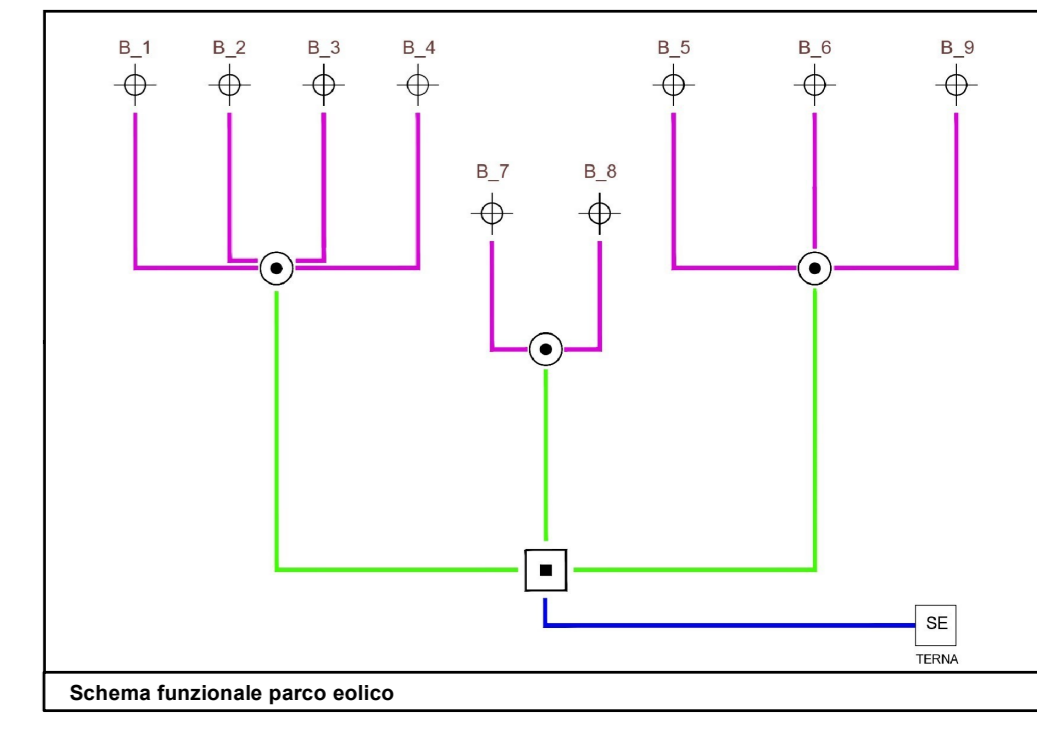 B_1 B_2 B_3 B_4 B_5 B_6 B_9
B_7 B_8
SE
TERNA
Schema funzionale parco eolico